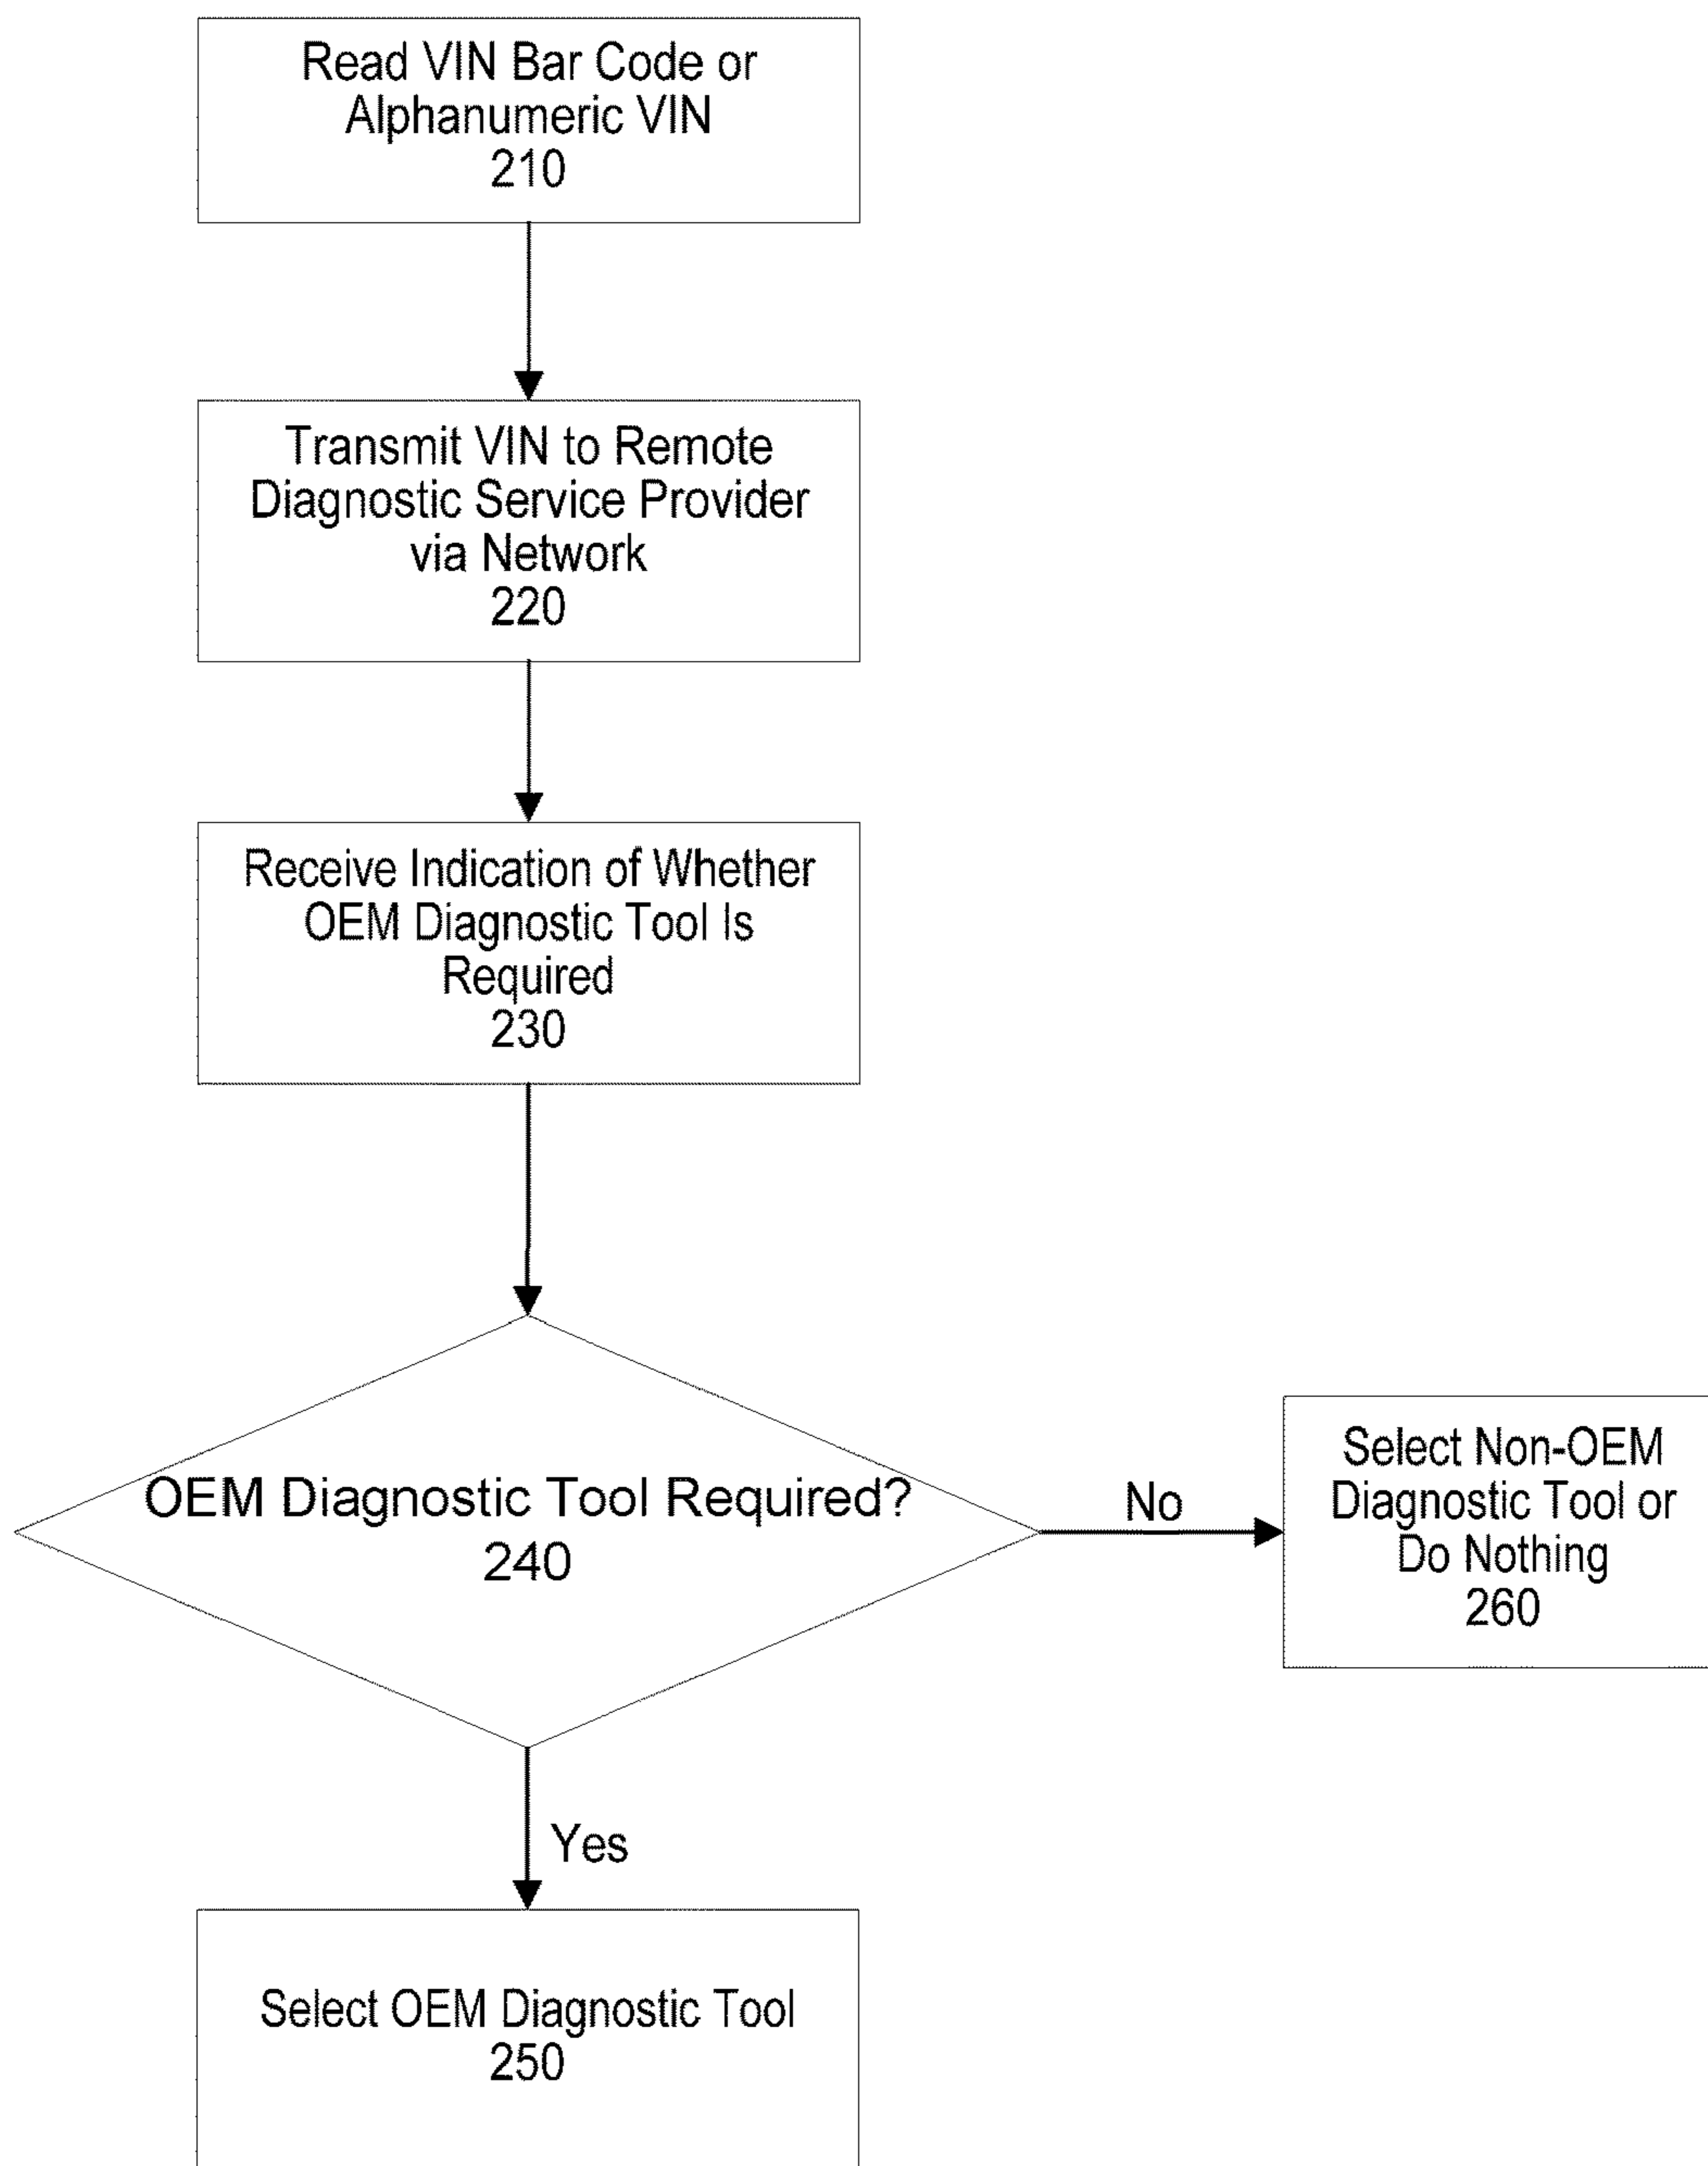 Read VIN Bar Code or
Alphanumeric VIN
210
Transmit VIN to Remote
Diagnostic Service Provider
via Network
220
Receive Indication of Whether
OEM Diagnostic Tool Is
Required
230
OEM Diagnostic Tool Required?
240
No
Select Non-OEM
Diagnostic Tool or
Do Nothing
260
Yes
Select OEM Diagnostic Tool
250